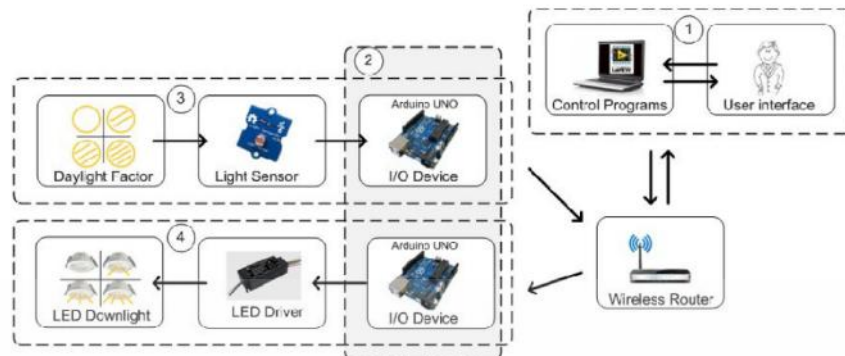 1
2
3
4
Control Programs
User interface
Daylight Factor
Light Sensor
Arduino UNO
I/O Device
LED Downlight
LED Driver
Arduino UNO
I/O Device
Wireless Router